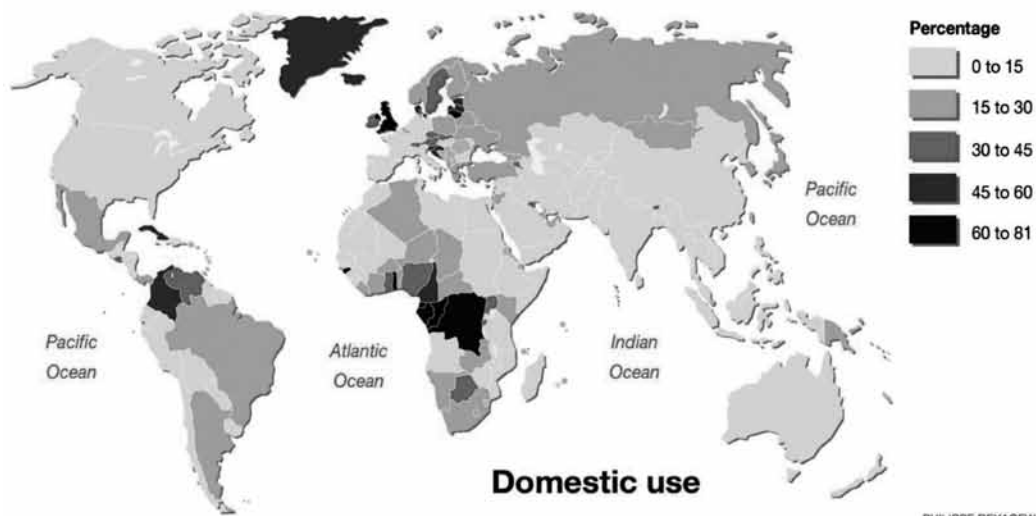 Percentage
0 to 15
15 to 30
30 to 45
45 to 60
60 to 81
Pacific
Ocean
Pacific
Ocean
Atlantic
Ocean
Indian
Ocean
Domestic use
PHILIPPE